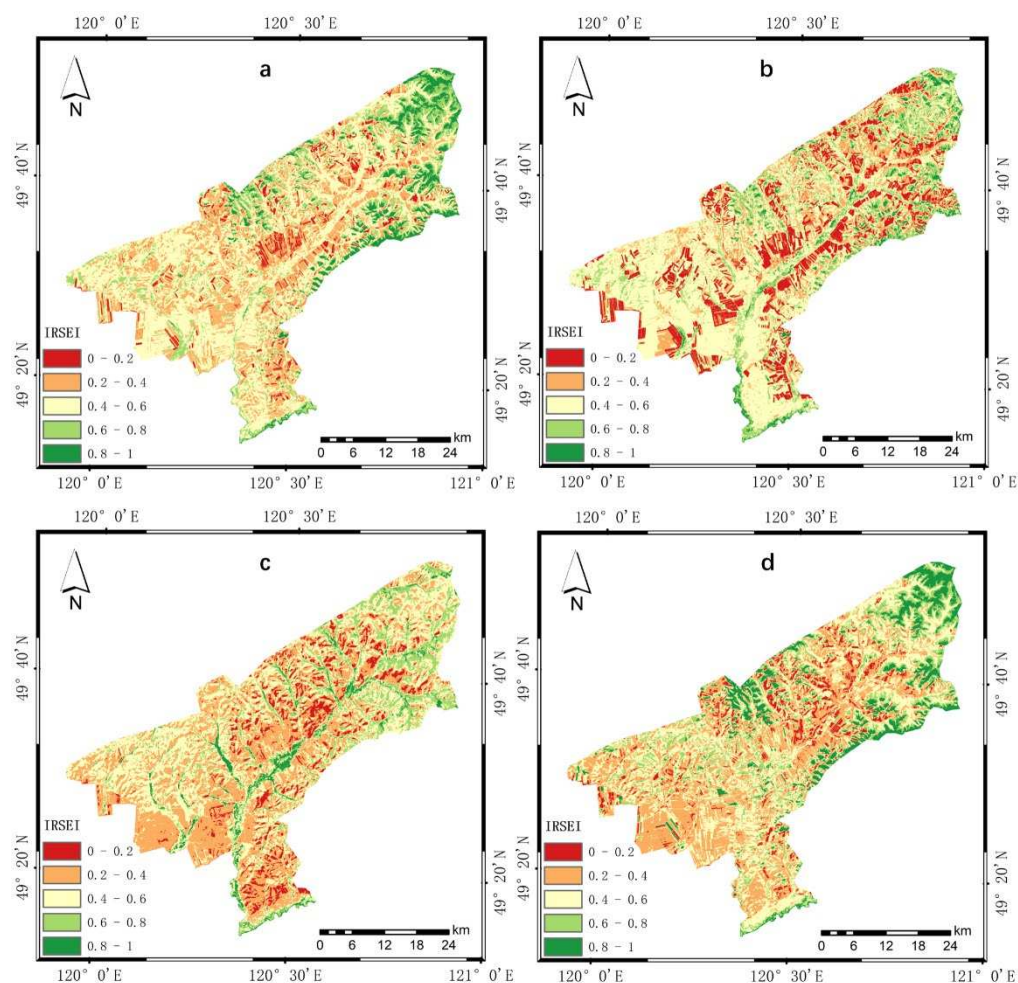 120° 0'E 120° 30'E
a
N
49° 40'N
49° 40'N
49° 20'N
49° 20'N
IRSEI
0 - 0.2
0.2 - 0.4
0.4 - 0.6
0.6 - 0.8
0.8 - 1
km
0 6 12 18 24
120° 0'E 120° 30'E 121° 0'E
120° 0'E 120° 30'E
b
N
49° 40'N
49° 40'N
49° 20'N
49° 20'N
IRSEI
0 - 0.2
0.2 - 0.4
0.4 - 0.6
0.6 - 0.8
0.8 - 1
km
0 6 12 18 24
120° 0'E 120° 30'E 121° 0'E
120° 0'E 120° 30'E
c
N
49° 40'N
49° 40'N
49° 20'N
49° 20'N
IRSEI
0 - 0.2
0.2 - 0.4
0.4 - 0.6
0.6 - 0.8
0.8 - 1
km
0 6 12 18 24
120° 0'E 120° 30'E 121° 0'E
120° 0'E 120° 30'E
d
N
49° 40'N
49° 40'N
49° 20'N
49° 20'N
IRSEI
0 - 0.2
0.2 - 0.4
0.4 - 0.6
0.6 - 0.8
0.8 - 1
km
0 6 12 18 24
120° 0'E 120° 30'E 121° 0'E